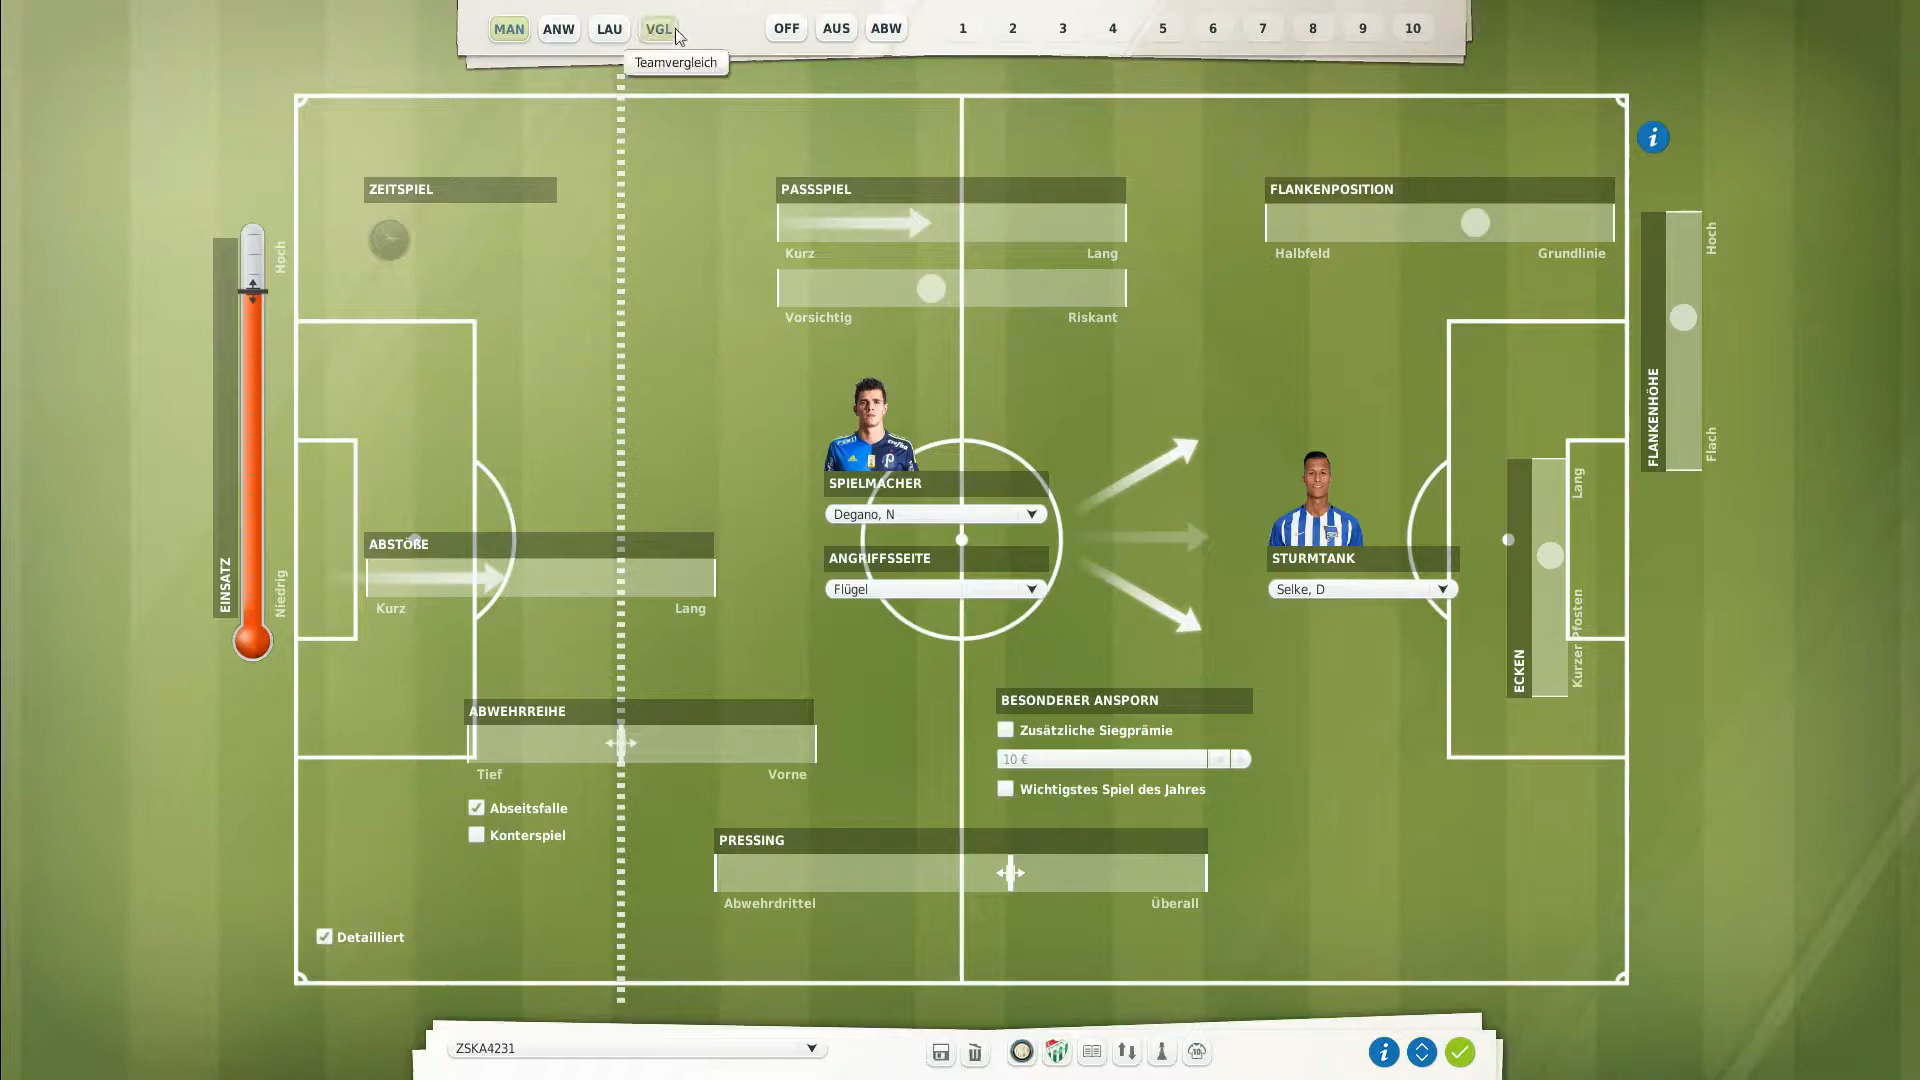 MAN ANW LAU VGL OFF AUS ABW 1 2 3 4 5 6 7 8 9 10
Teamvergleich
ZEITSPIEL
PASSSPIEL
Kurz Lang
Vorsichtig Riskant
FLANKENPOSITION
Halbfeld Grundlinie
FLANKENHÖHE
Hoch
Flach
EINSATZ
Hoch
Niedrig
SPIELMACHER
Degano, N
ANGRIFFSSEITE
Flügel
STURMTANK
Selke, D
ABSTÖßE
Kurz Lang
ECKEN
Lang
Kurzer Pfosten
ABWEHRREIHE
Tief Vorne
Abseitsfalle
Konterspiel
BESONDERER ANSPORN
Zusätzliche Siegprämie
10 €
Wichtigstes Spiel des Jahres
PRESSING
Abwehrdrittel Überall
Detailliert
ZSKA4231